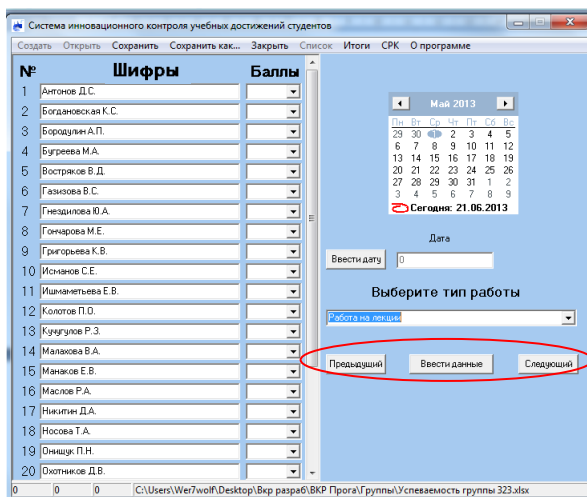 Система инновационного контроля учебных достижений студентов
Создать Открыть Сохранить Сохранить как... Закрыть Список Итоги СРК О программе
№ Шифры Баллы
1 Антонов Д.С.
2 Богдановская К.С.
3 Бородулин А.П.
4 Бугреева М.А.
5 Востряков В.Д.
6 Газизова В.С.
7 Гнездилова Ю.А.
8 Гончарова М.Е.
9 Григорьева К.В.
10 Исманов С.Е.
11 Ишмаметьева Е.В.
12 Колотов П.О.
13 Кучугулов Р.З.
14 Малахова В.А.
15 Манаков Е.В.
16 Маслов Р.А.
17 Никитин Д.А.
18 Носова Т.А.
19 Онищук П.Н.
20 Охотников Д.В.
Май 2013
Пн Вт Ср Чт Пт Сб Вс
29 30 1 2 3 4 5
6 7 8 9 10 11 12
13 14 15 16 17 18 19
20 21 22 23 24 25 26
27 28 29 30 31 1 2
3 4 5 6 7 8 9
Сегодня: 21.06.2013
Дата
Ввести дату 0
Выберите тип работы
Работа на лекции
Предыдущий Ввести данные Следующий
0 0 0 C:\Users\Wer7wolf\Desktop\Вкр разраб\ВКР Прога\Группы\Успеваемость группы 323.xlsx